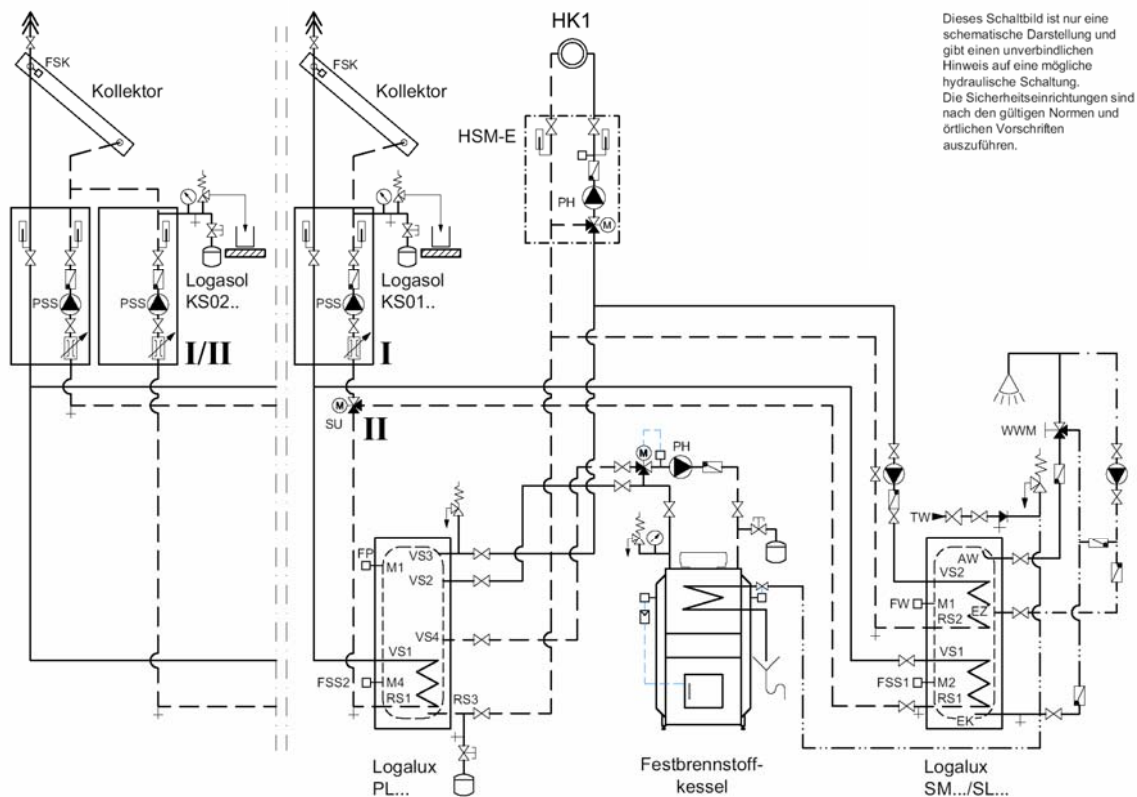 HK1
Dieses Schaltbild ist nur eine
schematische Darstellung und
gibt einen unverbindlichen
Hinweis auf eine mögliche
hydraulische Schaltung.
Die Sicherheitseinrichtungen sind
nach den gültigen Normen und
örtlichen Vorschriften
auszuführen.
FSK
Kollektor
FSK
Kollektor
HSM-E
PH
M
Logasol
KS02..
Logasol
KS01..
PSS
PSS
PSS
I/II
I
M
SU
II
M
PH
WWM
TW
FP
M1
VS3
VS2
VS4
VS1
FSS2
M4
RS1
RS3
AW
VS2
FW
M1
RS2
EZ
VS1
FSS1
M2
RS1
EK
Logalux
PL...
Festbrennstoff-
kessel
Logalux
SM.../SL...